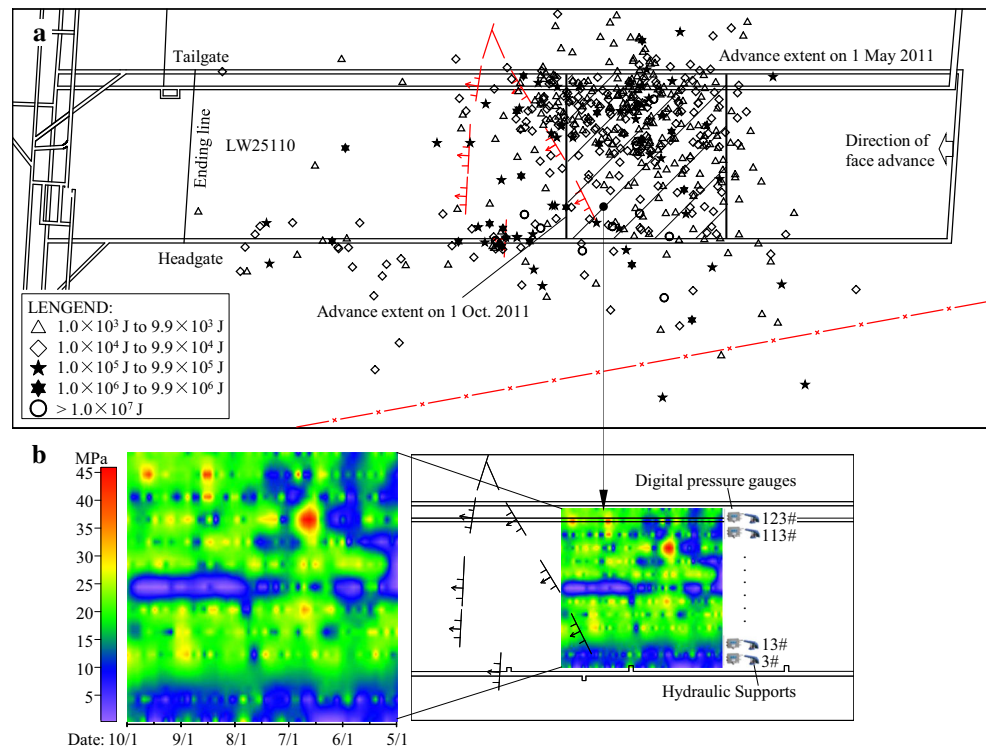 a
Tailgate
Advance extent on 1 May 2011
Ending line
LW25110
Direction of
face advance
Headgate
Advance extent on 1 Oct. 2011
LENGEND:
1.0×10³ J to 9.9×10³ J
1.0×10⁴ J to 9.9×10⁴ J
1.0×10⁵ J to 9.9×10⁵ J
1.0×10⁶ J to 9.9×10⁶ J
> 1.0×10⁷ J
b
MPa
45
40
35
30
25
20
15
10
5
Date: 10/1 9/1 8/1 7/1 6/1 5/1
Digital pressure gauges
123#
113#
13#
3#
Hydraulic Supports